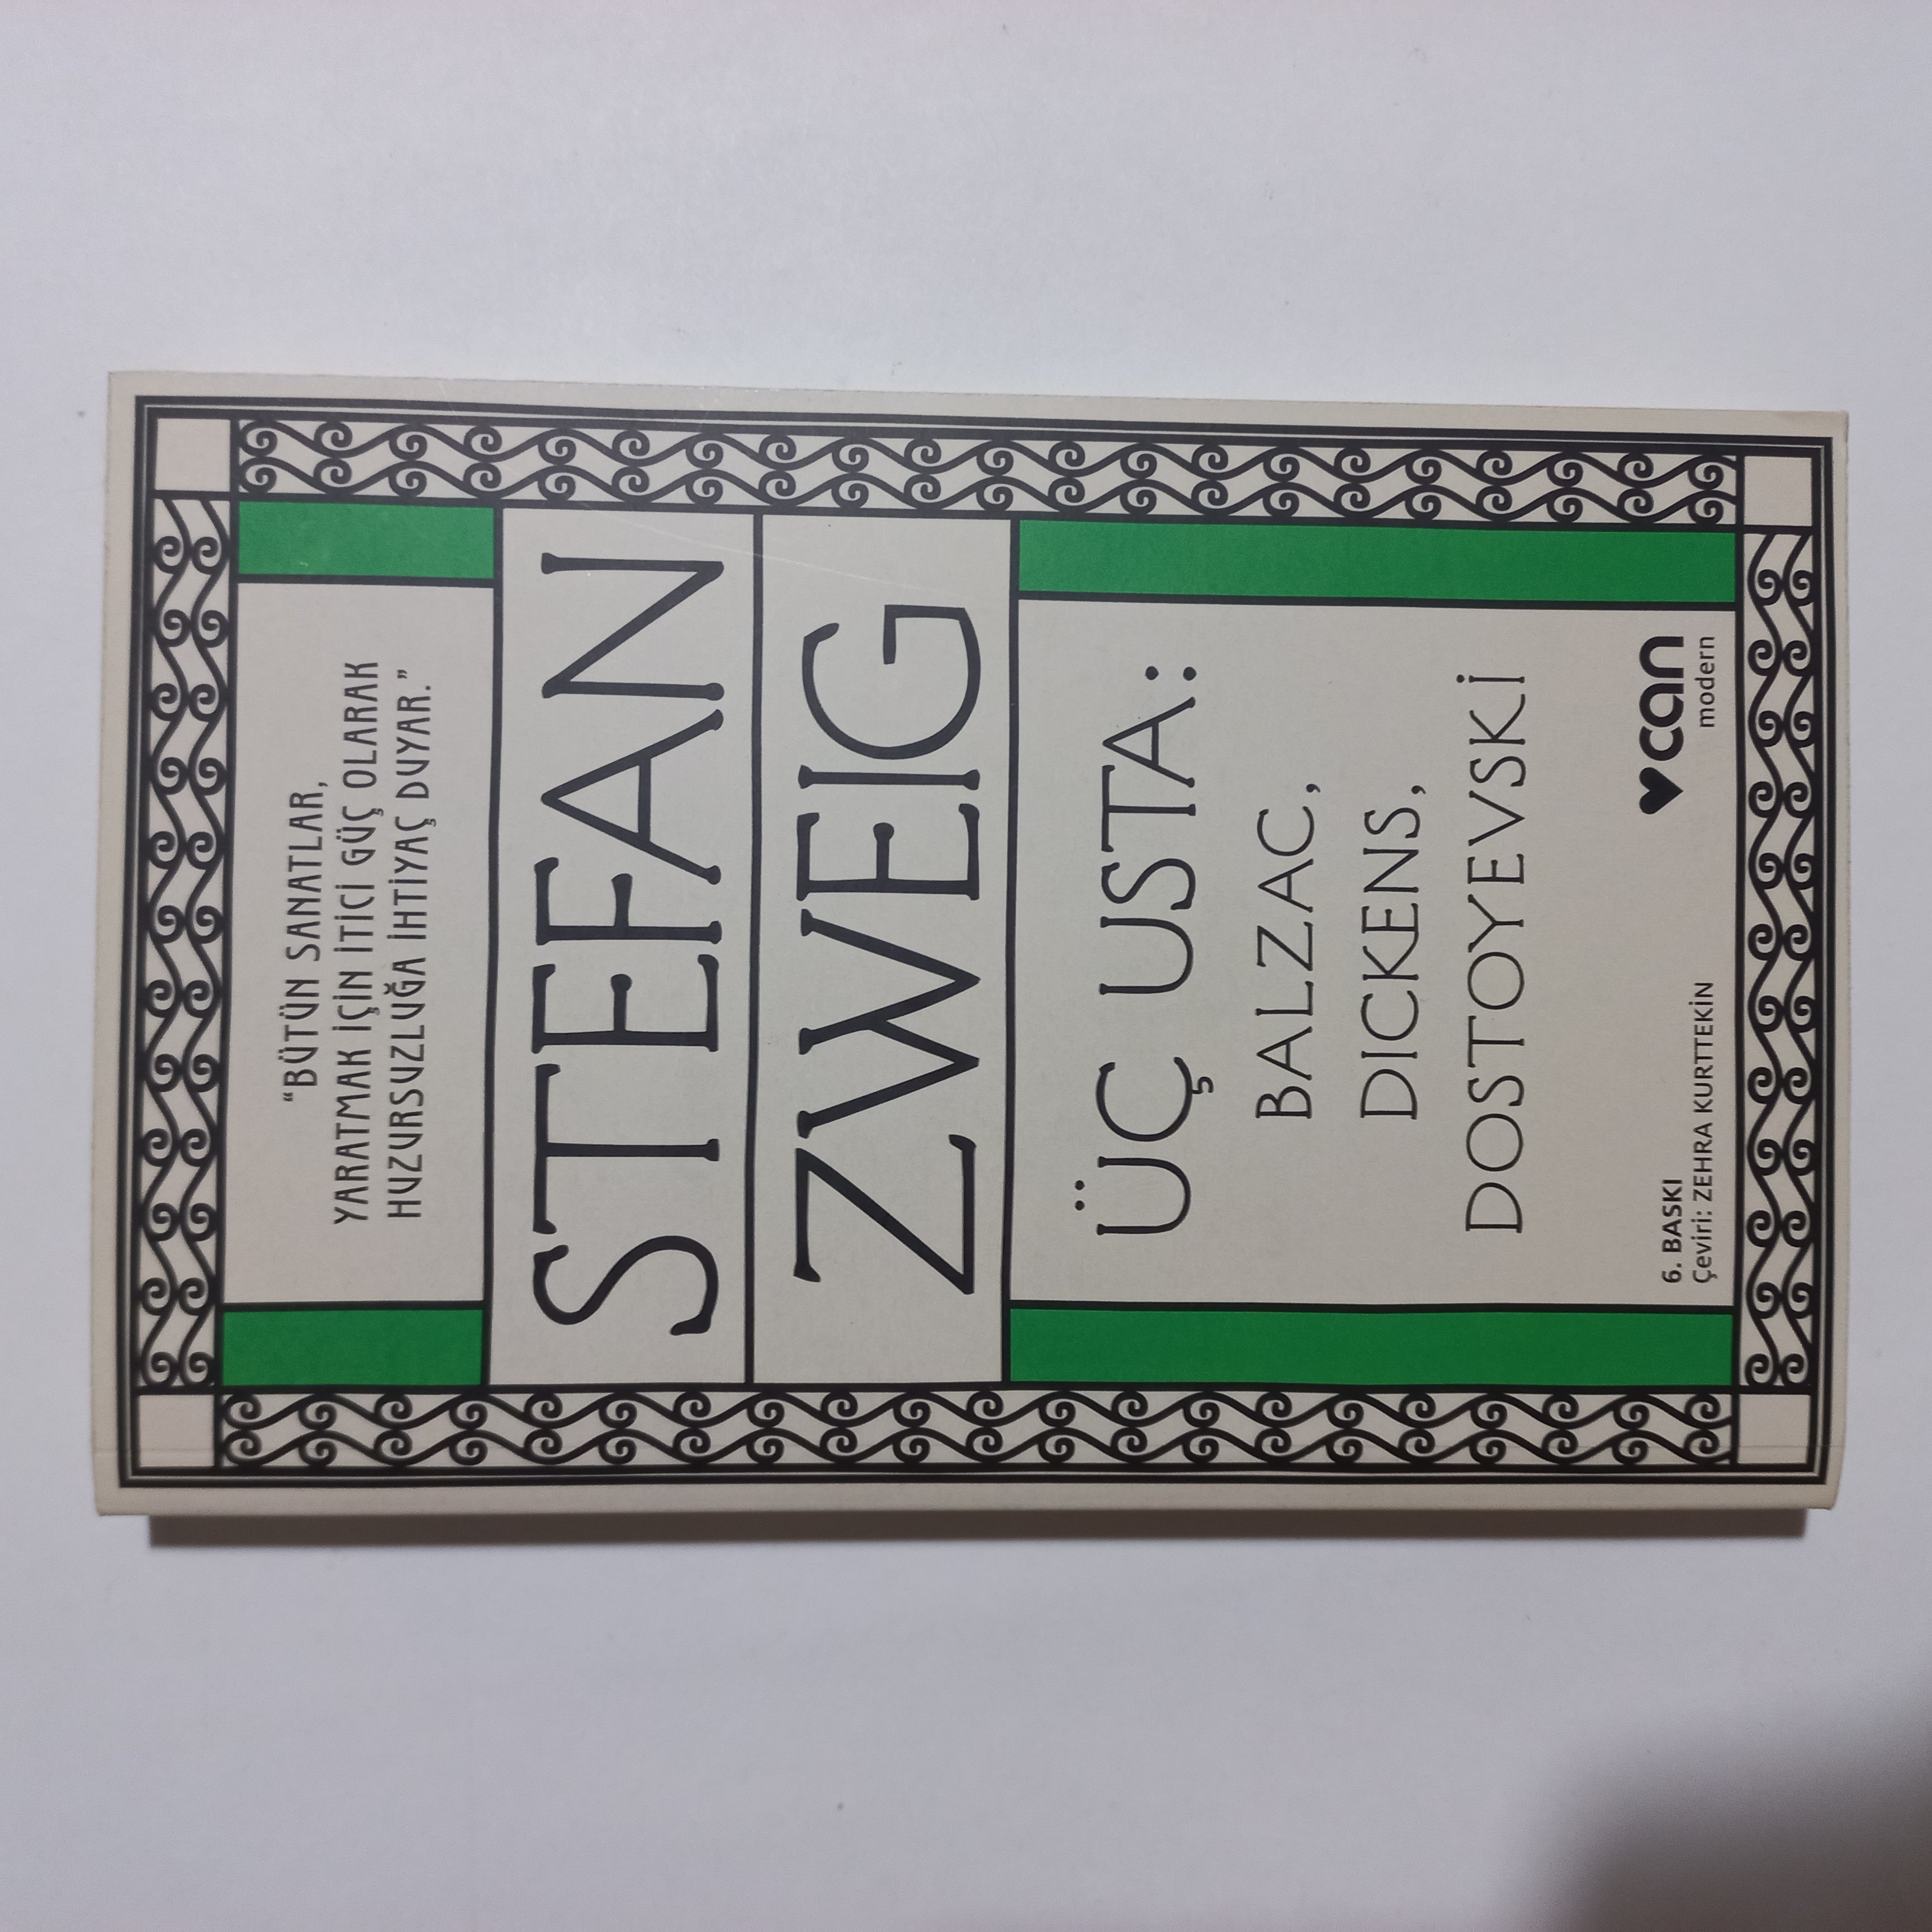 “BÜTÜN SANATLAR,
YARATMAK İÇİN İTİCİ GÜÇ OLARAK
HUZURSUZLUĞA İHTİYAÇ DUYAR.”
STEFAN
ZWEIG
ÜÇ USTA:
BALZAC,
DICKENS,
DOSTOYEVSKİ
6. BASKI
Çeviri: ZEHRA KURTTEKİN
can
modern